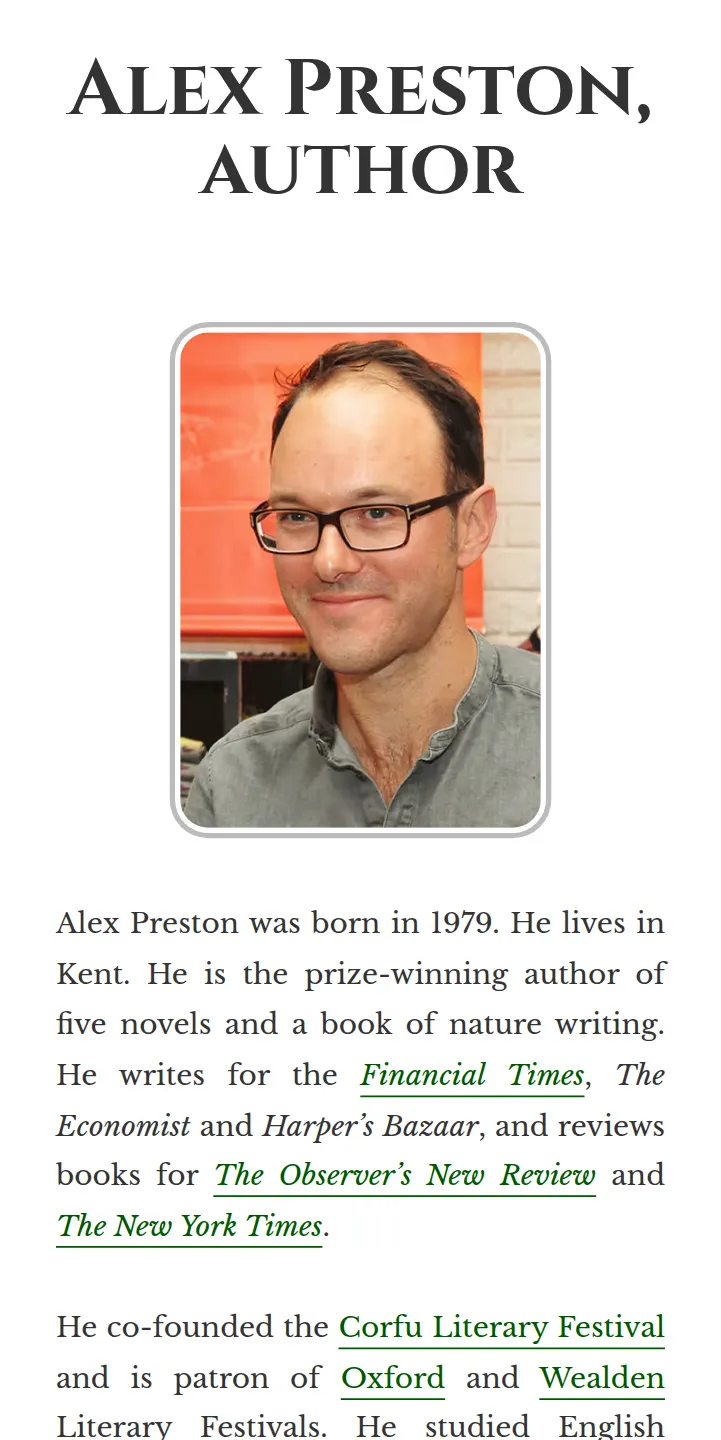 Alex Preston,
author
Alex Preston was born in 1979. He lives in
Kent. He is the prize-winning author of
five novels and a book of nature writing.
He writes for the Financial Times, The
Economist and Harper’s Bazaar, and reviews
books for The Observer’s New Review and
The New York Times.
He co-founded the Corfu Literary Festival
and is patron of Oxford and Wealden
Literary Festivals. He studied English